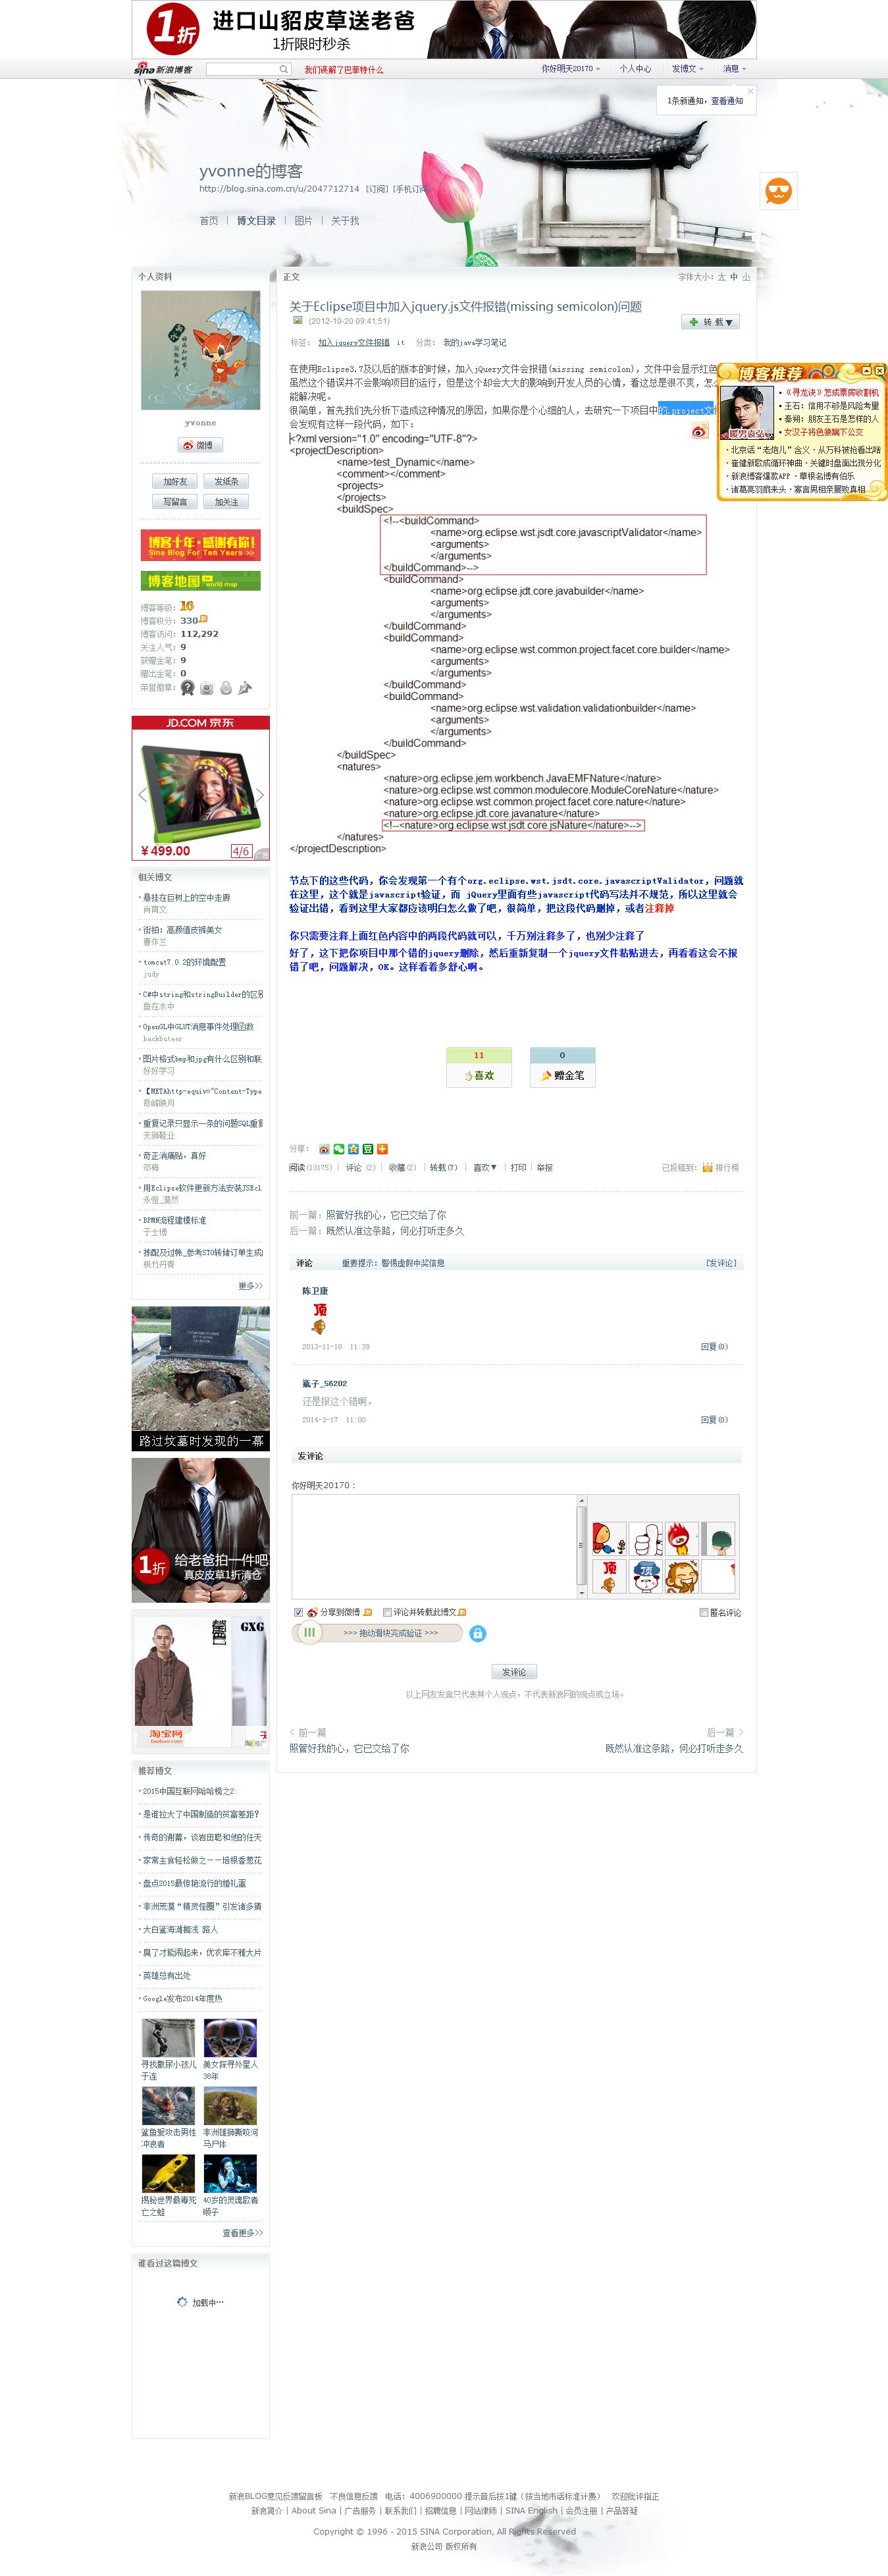 进口山貂皮草送老爸
1折
1折限时秒杀
sina 新浪博客
我们误解了巴菲特什么
你好明天20170
个人中心
发博文
消息
1条新通知，查看通知
yvonne的博客
http://blog.sina.com.cn/u/2047712714 [订阅] [手机订阅]
首页
博文目录
图片
关于我
个人资料
yvonne
微博
加好友
发纸条
写留言
加关注
博客十年·感谢有你!
Sina Blog For Ten Years >>
博客地图
world map
博客等级：16
博客积分：330
博客访问：112,292
关注人气：9
获赠金笔：9
赠出金笔：0
荣誉徽章：
JD.COM 京东
￥499.00
4/6
相关博文
悬挂在巨树上的空中走廊
肖育文
街拍：高颜值皮裤美女
曹作兰
tomcat7.0.2的环境配置
judy
C#中string和stringBuilder的区别
鱼在水中
OpenGL中GLUT消息事件处理函数
hackbuteer
图片格式bmp和jpg有什么区别和联
好好学习
【METAhttp-equiv="Content-Type
奇峰映月
重复记录只显示一条的问题SQL重复
天狮鞋业
奇正消痛贴，真好
邓梅
用Eclipse软件更新方法安装JSEcl
永恒_漠然
BPMN流程建模标准
于士博
拣配及过帐_参考STO转储订单生成
枫竹丹青
更多>>
路过坟墓时发现的一幕
1折
给老爸拍一件吧
真皮皮草1折清仓
GXG
淘宝网
taobao.com
推荐博文
2015中国互联网哈哈榜之2:
是谁拉大了中国制造的贫富差距?
传奇的谢幕，谈岩田聪和他的任天
家常主食轻松做之——培根香葱花
盘点2015最惊艳流行的婚礼蛋
非洲荒漠“精灵怪圈”引发诸多猜
大白鲨海滩搁浅 路人
臭了才能闹起来，优衣库不雅大片
英雄总有出处
Google发布2014年度热
寻找撒尿小孩儿
于连
美女探寻外星人
38年
鲨鱼爱攻击男性
冲浪者
非洲雄狮撕咬河
马尸体
揭秘世界最毒死
亡之蛙
40岁的灵魂歌者
顺子
查看更多>>
谁看过这篇博文
加载中…
正文
字体大小：大 中 小
关于Eclipse项目中加入jquery.js文件报错(missing semicolon)问题
(2012-10-20 09:41:51)
转载▼
标签： 加入jquery文件报错 it 分类： 我的java学习笔记
在使用Eclipse3.7及以后的版本的时候，加入jQuery文件会报错(missing semicolon)，文件中会显示红色
虽然这个错误并不会影响项目的运行，但是这个却会大大的影响到开发人员的心情，看这总是很不爽，怎么
能解决呢。
很简单，首先我们先分析下造成这种情况的原因，如果你是个心细的人，去研究一下项目中的.project文
会发现有这样一段代码，如下：
<?xml version="1.0" encoding="UTF-8"?>
<projectDescription>
<name>test_Dynamic</name>
<comment></comment>
<projects>
</projects>
<buildSpec>
<!--<buildCommand>
<name>org.eclipse.wst.jsdt.core.javascriptValidator</name>
<arguments>
</arguments>
</buildCommand>-->
<buildCommand>
<name>org.eclipse.jdt.core.javabuilder</name>
<arguments>
</arguments>
</buildCommand>
<buildCommand>
<name>org.eclipse.wst.common.project.facet.core.builder</name>
<arguments>
</arguments>
</buildCommand>
<buildCommand>
<name>org.eclipse.wst.validation.validationbuilder</name>
<arguments>
</arguments>
</buildCommand>
</buildSpec>
<natures>
<nature>org.eclipse.jem.workbench.JavaEMFNature</nature>
<nature>org.eclipse.wst.common.modulecore.ModuleCoreNature</nature>
<nature>org.eclipse.wst.common.project.facet.core.nature</nature>
<nature>org.eclipse.jdt.core.javanature</nature>
<!--<nature>org.eclipse.wst.jsdt.core.jsNature</nature>-->
</natures>
</projectDescription>
节点下的这些代码，你会发现第一个有个org.eclipse.wst.jsdt.core.javascriptValidator，问题就
在这里，这个就是javascript验证，而 jQuery里面有些javascript代码写法并不规范，所以这里就会
验证出错，看到这里大家都应该明白怎么做了吧，很简单，把这段代码删掉，或者注释掉
你只需要注释上面红色内容中的两段代码就可以，千万别注释多了，也别少注释了
好了，这下把你项目中那个错的jquery删除，然后重新复制一个jquery文件粘贴进去，再看看这会不报
错了吧，问题解决，OK。这样看着多舒心啊。
11
喜欢
0
赠金笔
分享：
阅读(13175)┊ 评论 (2)┊ 收藏(2) ┊转载(7) ┊ 喜欢▼ ┊打印┊举报
已投稿到： 排行榜
前一篇：照管好我的心，它已交给了你
后一篇：既然认准这条路，何必打听走多久
评论 重要提示：警惕虚假中奖信息
[发评论]
陈卫康
顶
2013-11-18 11:39
回复(0)
瓶子_56202
还是报这个错啊。
2014-3-17 11:00
回复(0)
发评论
你好明天20170：
顶
顶
分享到微博
评论并转载此博文
匿名评论
>>> 拖动滑块完成验证 >>>
发评论
以上网友发言只代表其个人观点，不代表新浪网的观点或立场。
< 前一篇
照管好我的心，它已交给了你
后一篇 >
既然认准这条路，何必打听走多久
博客推荐
《寻龙诀》怎成票房收割机
王石：信用不称是风险考量
秦朔：朋友王石是怎样的人
女汉子将色狼踹下公交
暖男袁弘
北京话“老炮儿”含义·从万科被抢看出啥
崔健新歌成循环神曲·关键时盘面出现分化
新浪博客爆款APP·草根名博有伯乐
诸葛亮羽扇来头·寡言男相亲屡败真相
新浪BLOG意见反馈留言板 不良信息反馈 电话：4006900000 提示音后按1键（按当地市话标准计费） 欢迎批评指正
新浪简介 | About Sina | 广告服务 | 联系我们 | 招聘信息 | 网站律师 | SINA English | 会员注册 | 产品答疑
Copyright © 1996 - 2015 SINA Corporation, All Rights Reserved
新浪公司 版权所有